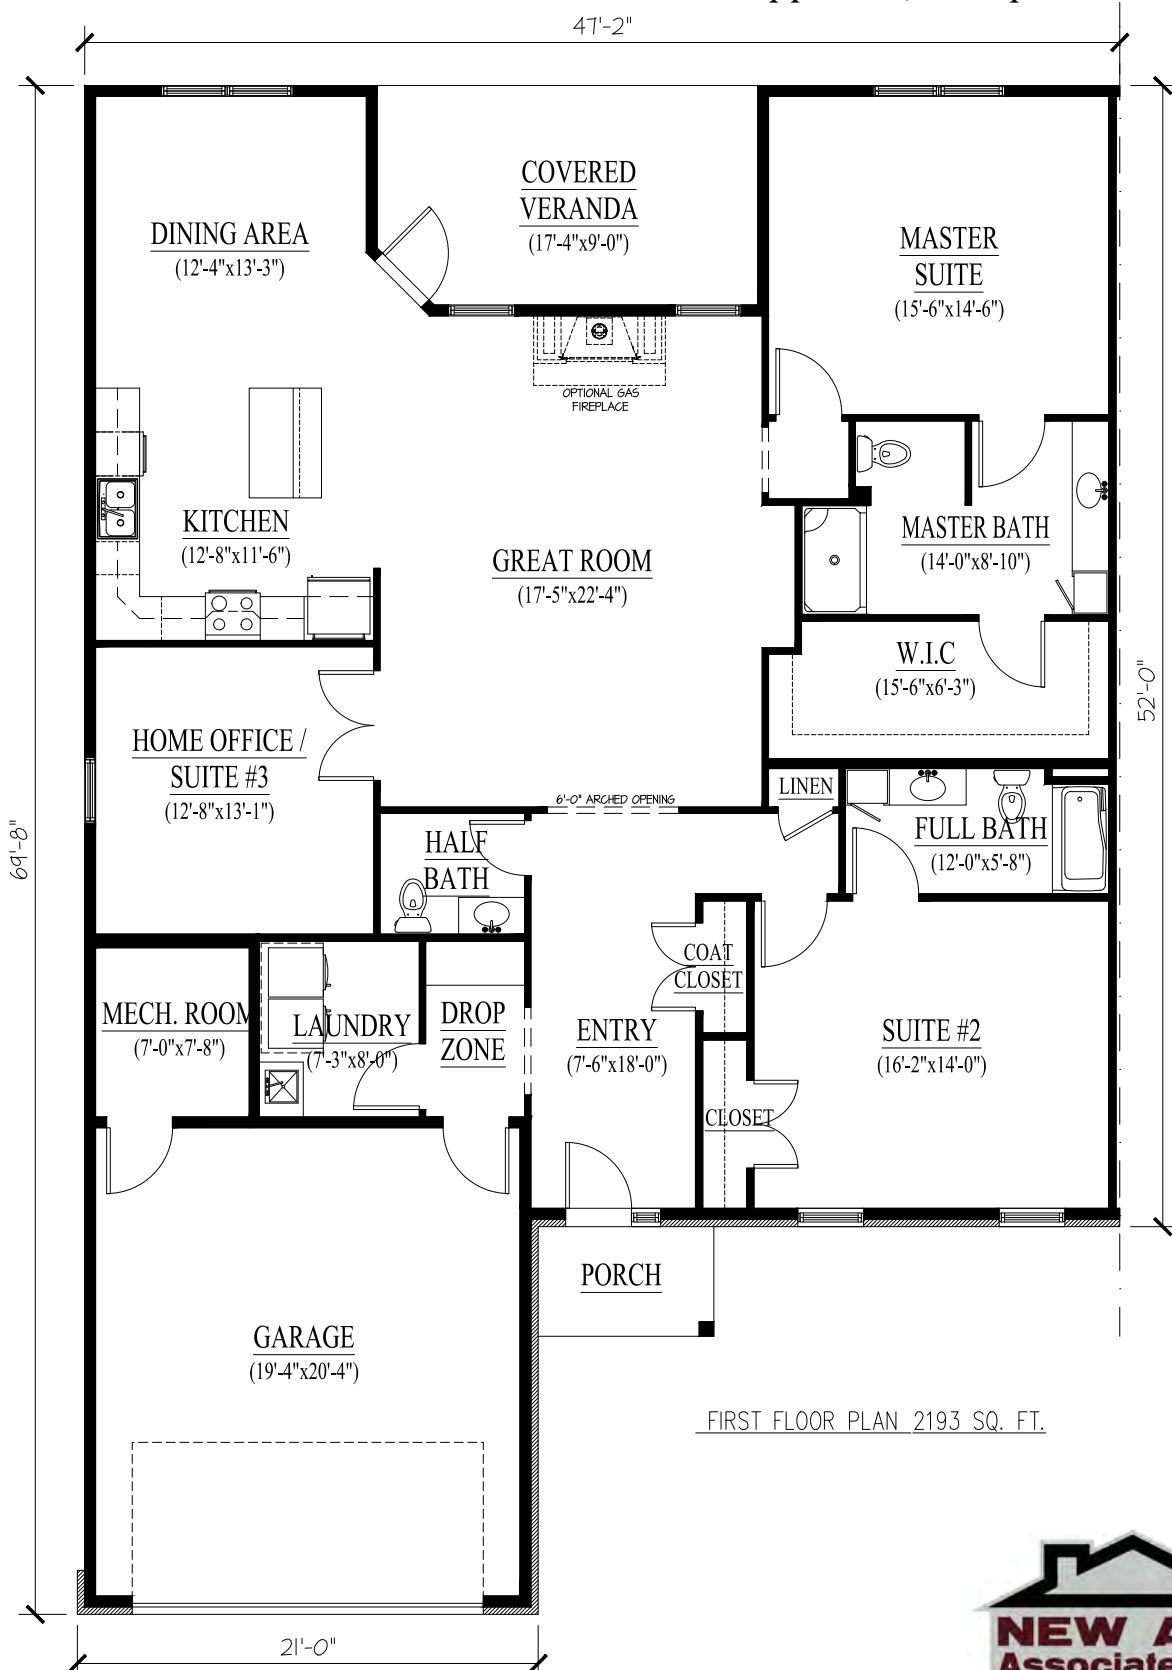 47'-2"
COVERED
VERANDA
(17'-4"x9'-0")
DINING AREA
(12'-4"x13'-3")
MASTER
SUITE
(15'-6"x14'-6")
OPTIONAL GAS
FIREPLACE
KITCHEN
(12'-8"x11'-6")
MASTER BATH
(14'-0"x8'-10")
GREAT ROOM
(17'-5"x22'-4")
W.I.C
(15'-6"x6'-3")
52'-0"
HOME OFFICE /
SUITE #3
(12'-8"x13'-1")
LINEN
6'-0" ARCHED OPENING
69'-8"
HALF
BATH
FULL BATH
(12'-0"x5'-8")
COAT
CLOSET
MECH. ROOM
(7'-0"x7'-8")
LAUNDRY
(7'-3"x8'-0")
DROP
ZONE
ENTRY
(7'-6"x18'-0")
SUITE #2
(16'-2"x14'-0")
CLOSET
PORCH
GARAGE
(19'-4"x20'-4")
FIRST FLOOR PLAN 2193 SQ. FT.
21'-0"
NEW A
Associate